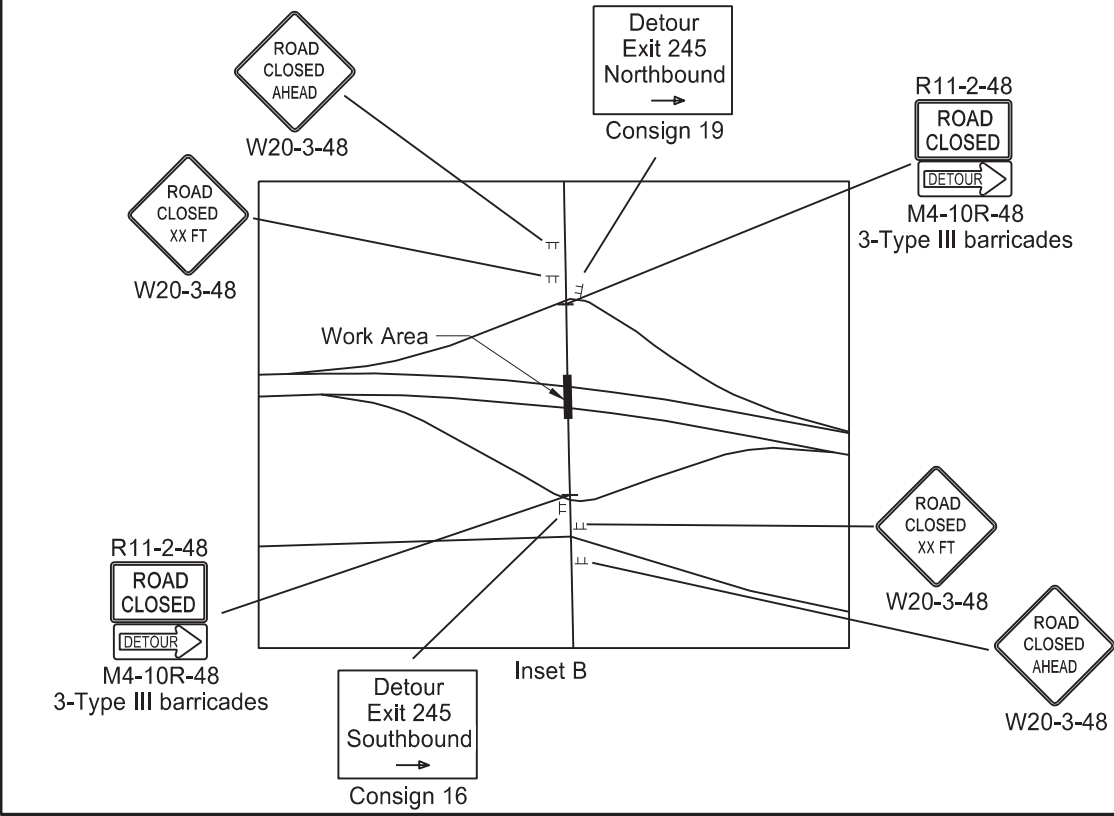 ROAD
CLOSED
AHEAD
W20-3-48
Detour
Exit 245
Northbound
Consign 19
R11-2-48
ROAD
CLOSED
DETOUR
M4-10R-48
3-Type III barricades
ROAD
CLOSED
XX FT
W20-3-48
Work Area
ROAD
CLOSED
XX FT
W20-3-48
R11-2-48
ROAD
CLOSED
DETOUR
M4-10R-48
3-Type III barricades
ROAD
CLOSED
AHEAD
W20-3-48
Inset B
Detour
Exit 245
Southbound
Consign 16